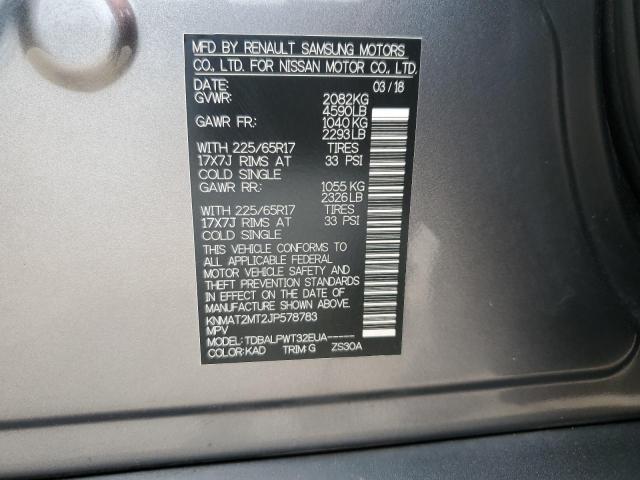 MFD BY RENAULT SAMSUNG MOTORS
CO., LTD. FOR NISSAN MOTOR CO., LTD.
DATE: 03/18
GVWR: 2082KG
4590LB
GAWR FR: 1040 KG
2293LB
WITH 225/65R17 TIRES
17X7J RIMS AT 33 PSI
COLD SINGLE
GAWR RR: 1055 KG
2326LB
WITH 225/65R17 TIRES
17X7J RIMS AT 33 PSI
COLD SINGLE
THIS VEHICLE CONFORMS TO
ALL APPLICABLE FEDERAL
MOTOR VEHICLE SAFETY AND
THEFT PREVENTION STANDARDS
IN EFFECT ON THE DATE OF
MANUFACTURE SHOWN ABOVE.
KNMAT2MT2JP578783
MPV
MODEL: TDBALPWT32EUA-----
COLOR: KAD TRIM: G ZS30A